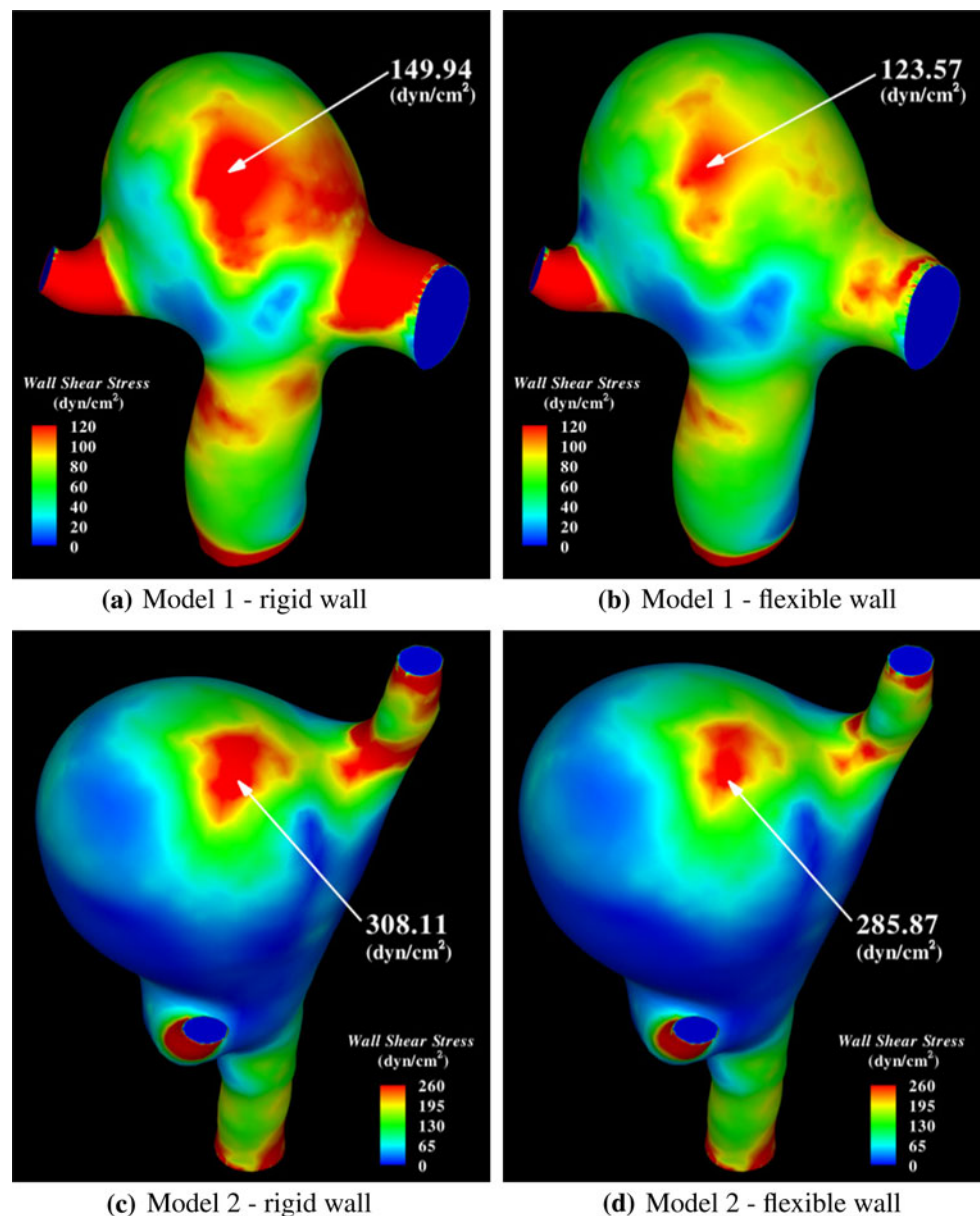 149.94
(dyn/cm²)
Wall Shear Stress
(dyn/cm²)
120
100
80
60
40
20
0
(a) Model 1 - rigid wall
123.57
(dyn/cm²)
Wall Shear Stress
(dyn/cm²)
120
100
80
60
40
20
0
(b) Model 1 - flexible wall
308.11
(dyn/cm²)
Wall Shear Stress
(dyn/cm²)
260
195
130
65
0
(c) Model 2 - rigid wall
285.87
(dyn/cm²)
Wall Shear Stress
(dyn/cm²)
260
195
130
65
0
(d) Model 2 - flexible wall